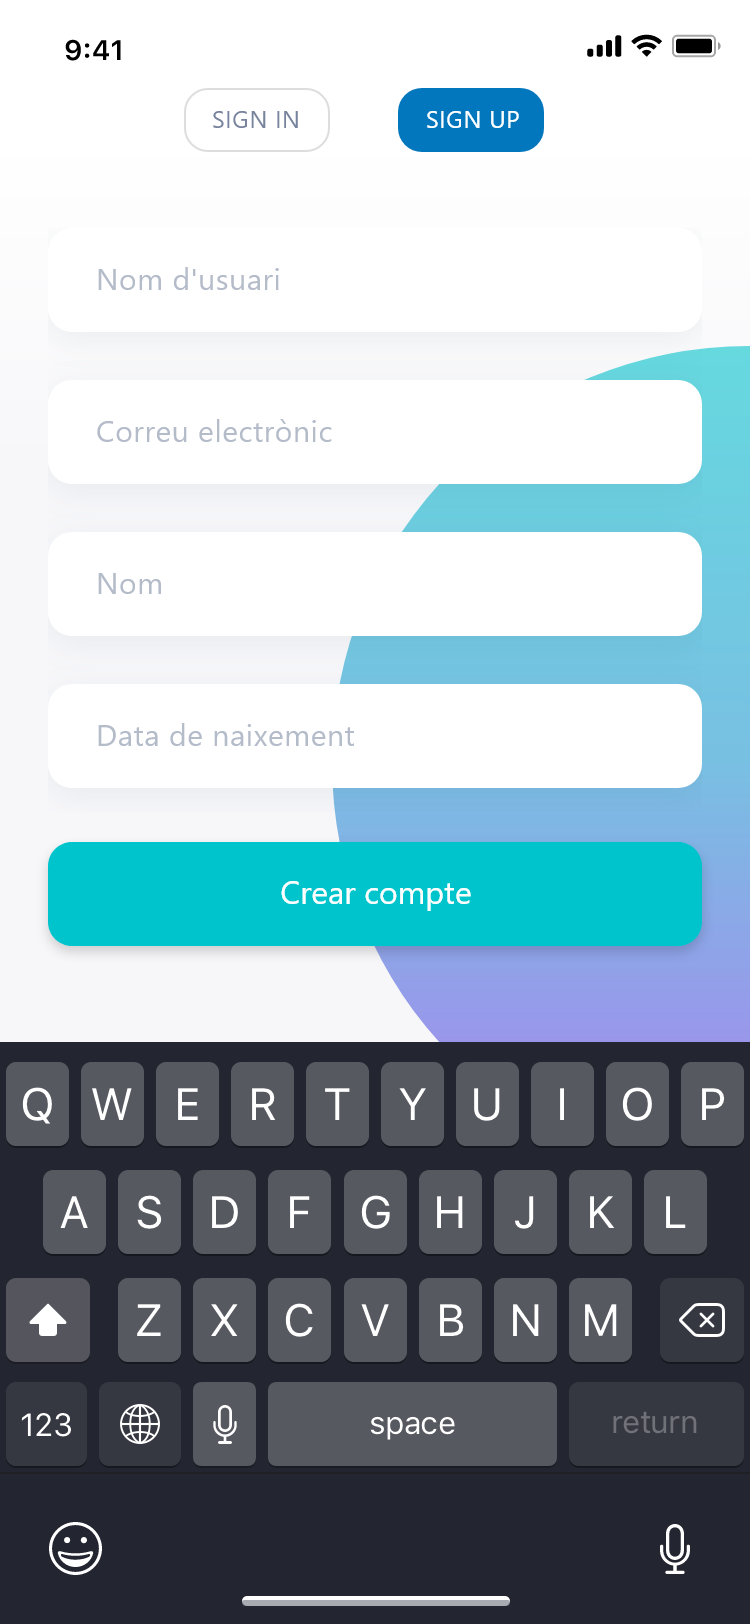 9:41
SIGN IN SIGN UP
Nom d'usuari
Correu electrònic
Nom
Data de naixement
Crear compte
Q W E R T Y U I O P
A S D F G H J K L
Z X C V B N M
123 space return